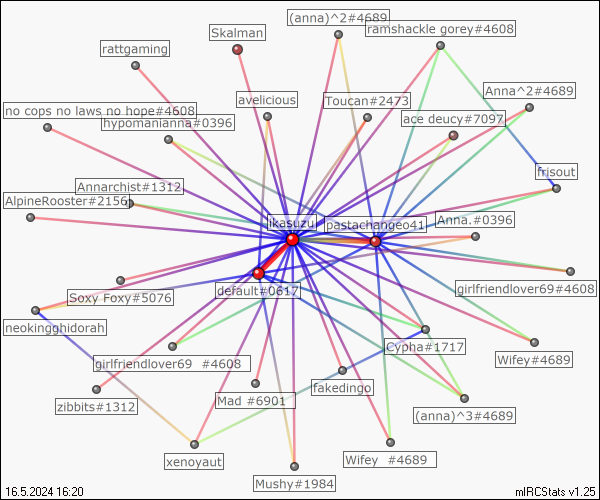 (anna)^2#4689
ramshackle gorey#4608
Skalman
rattgaming
Anna^2#4689
avelicious
Toucan#2473
no cops no laws no hope#4608
hypomanianna#0396
ace deucy#7097
frisout
Annarchist#1312
AlpineRooster#2156
ikasuzu
pastachangeo41
Anna.#0396
default#0617
girlfriendlover69#4608
Soxy Foxy#5076
neokingghidorah
Cypha#1717
girlfriendlover69 #4608
Wifey#4689
fakedingo
zibbits#1312
Mad #6901
(anna)^3#4689
xenoyaut
Wifey #4689
Mushy#1984
16.5.2024 16:20
mIRCStats v1.25